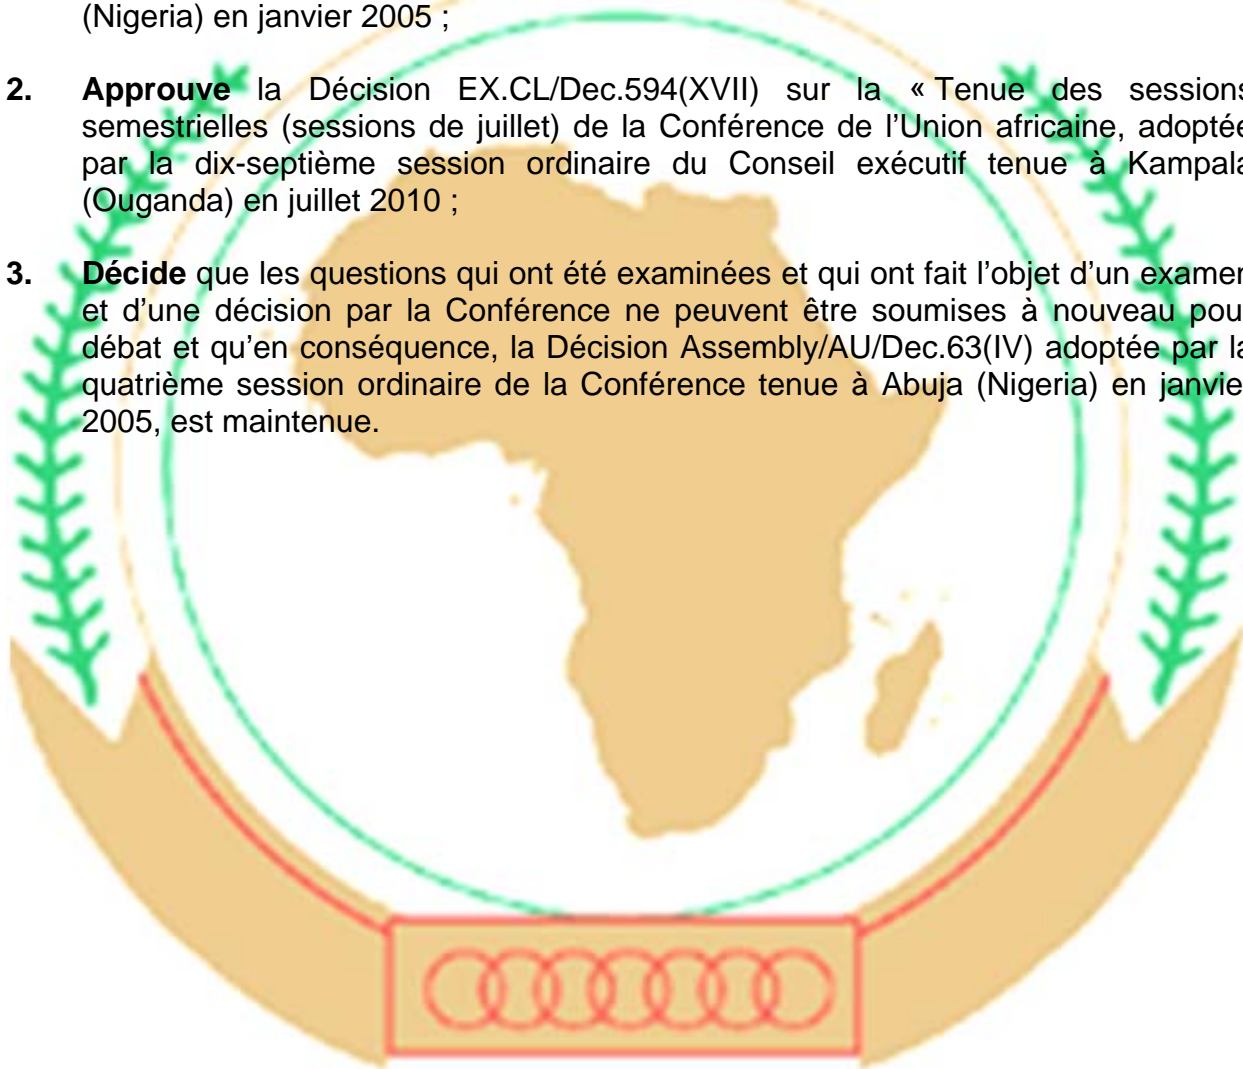 (Nigeria) en janvier 2005 ;
2. Approuve la Décision EX.CL/Dec.594(XVII) sur la « Tenue des sessions
semestrielles (sessions de juillet) de la Conférence de l’Union africaine, adoptée
par la dix-septième session ordinaire du Conseil exécutif tenue à Kampala
(Ouganda) en juillet 2010 ;
3. Décide que les questions qui ont été examinées et qui ont fait l’objet d’un examen
et d’une décision par la Conférence ne peuvent être soumises à nouveau pour
débat et qu’en conséquence, la Décision Assembly/AU/Dec.63(IV) adoptée par la
quatrième session ordinaire de la Conférence tenue à Abuja (Nigeria) en janvier
2005, est maintenue.